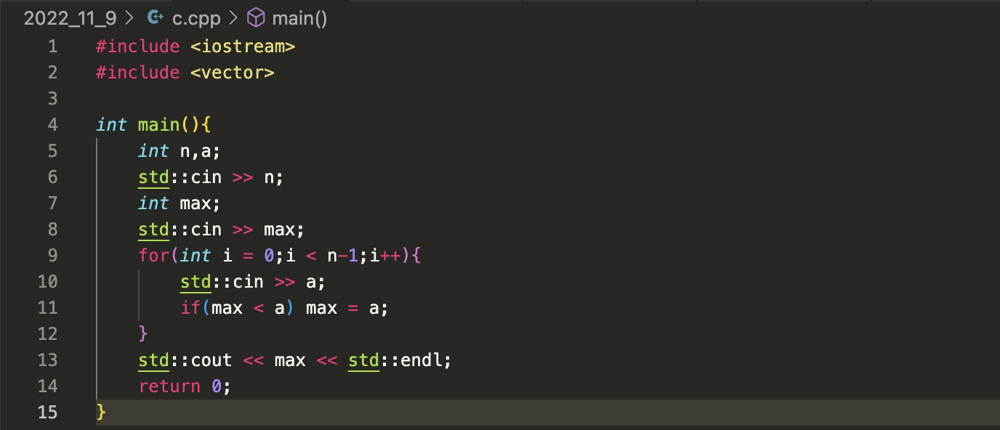 2022_11_9 > c.cpp > main()
1 #include <iostream>
2 #include <vector>
3
4 int main(){
5     int n,a;
6     std::cin >> n;
7     int max;
8     std::cin >> max;
9     for(int i = 0;i < n-1;i++){
10         std::cin >> a;
11         if(max < a) max = a;
12     }
13     std::cout << max << std::endl;
14     return 0;
15 }